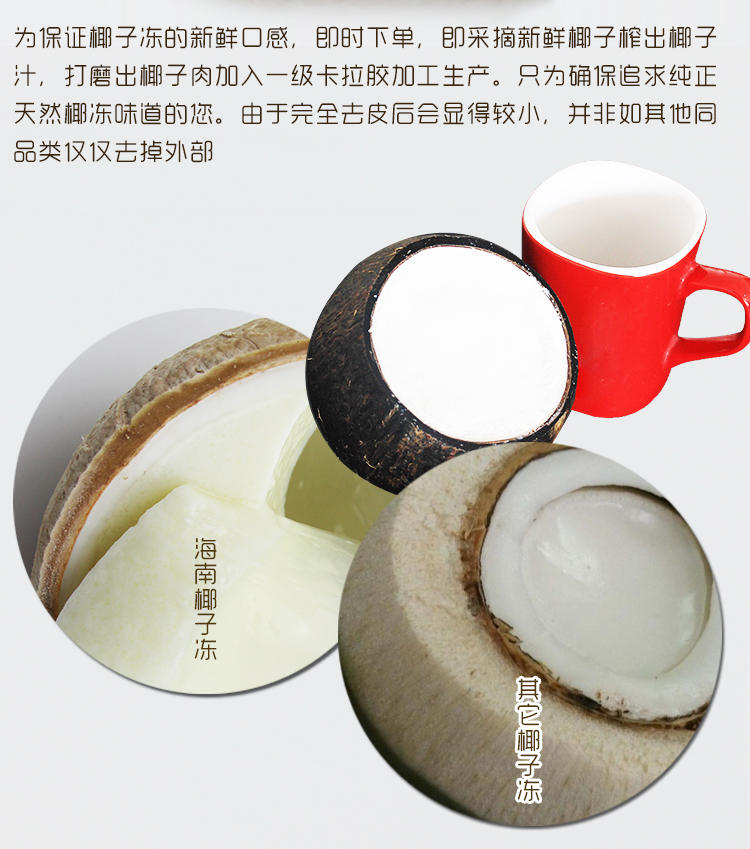 为保证椰子冻的新鲜口感，即时下单，即采摘新鲜椰子榨出椰子
汁，打磨出椰子肉加入一级卡拉胶加工生产。只为确保追求纯正
天然椰冻味道的您。由于完全去皮后会显得较小，并非如其他同
品类仅仅去掉外部
海南椰子冻
其它椰子冻